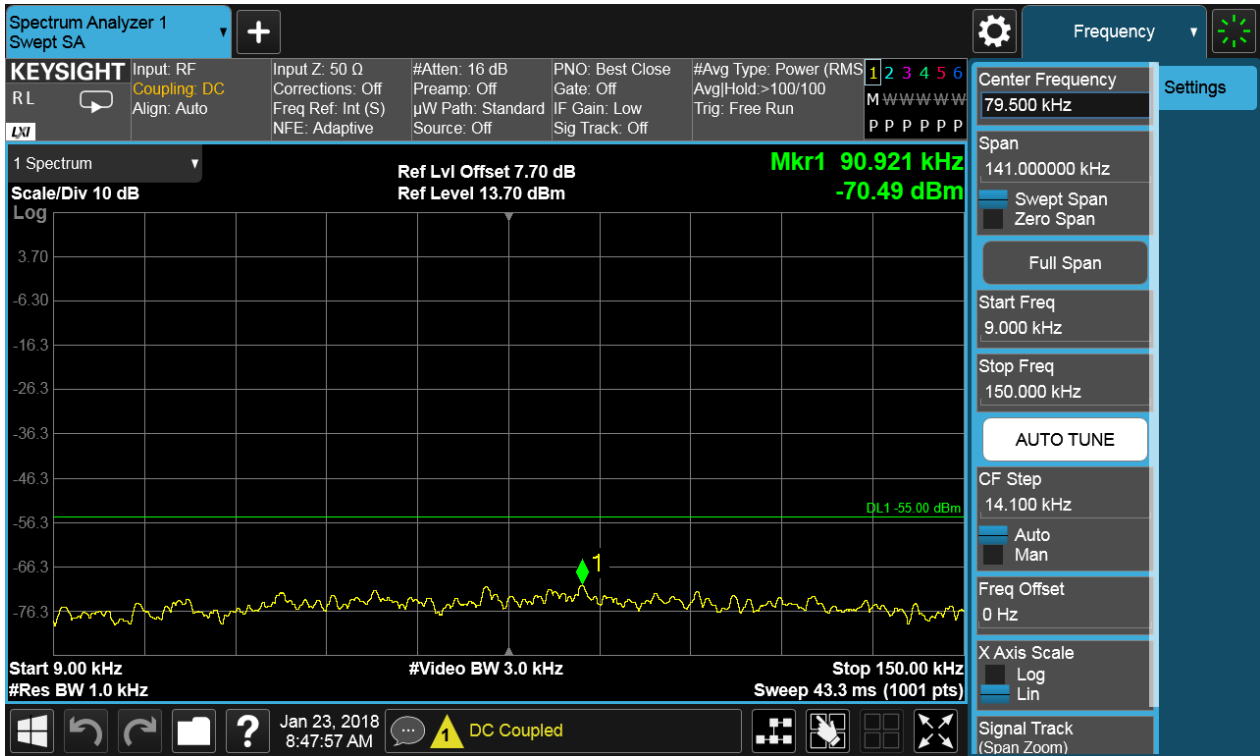 Spectrum Analyzer 1
Swept SA
Frequency
KEYSIGHT
R L
LXI
Input: RF
Coupling: DC
Align: Auto
Input Z: 50 Ω
Corrections: Off
Freq Ref: Int (S)
NFE: Adaptive
#Atten: 16 dB
Preamp: Off
µW Path: Standard
Source: Off
PNO: Best Close
Gate: Off
IF Gain: Low
Sig Track: Off
#Avg Type: Power (RMS
Avg|Hold:>100/100
Trig: Free Run
1 2 3 4 5 6
M W W W W W
P P P P P P
1 Spectrum
Scale/Div 10 dB
Log
Ref Lvl Offset 7.70 dB
Ref Level 13.70 dBm
Mkr1 90.921 kHz
-70.49 dBm
3.70
-6.30
-16.3
-26.3
-36.3
-46.3
-56.3
-66.3
-76.3
DL1 -55.00 dBm
1
Start 9.00 kHz
#Res BW 1.0 kHz
#Video BW 3.0 kHz
Stop 150.00 kHz
Sweep 43.3 ms (1001 pts)
?
Jan 23, 2018
8:47:57 AM
1
DC Coupled
Center Frequency
79.500 kHz
Span
141.000000 kHz
Swept Span
Zero Span
Full Span
Start Freq
9.000 kHz
Stop Freq
150.000 kHz
AUTO TUNE
CF Step
14.100 kHz
Auto
Man
Freq Offset
0 Hz
X Axis Scale
Log
Lin
Signal Track
(Span Zoom)
Settings